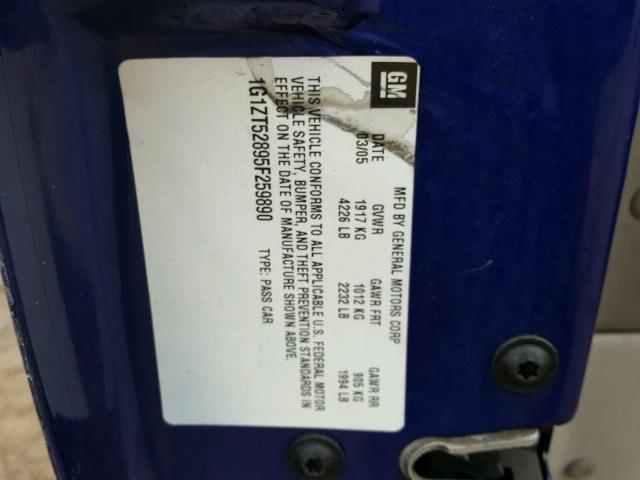 GM
MFD BY GENERAL MOTORS CORP
DATE GVWR GAWR FRT GAWR RR
03/05 1917 KG 1012 KG 905 KG
4226 LB 2232 LB 1994 LB
THIS VEHICLE CONFORMS TO ALL APPLICABLE U.S. FEDERAL MOTOR
VEHICLE SAFETY, BUMPER, AND THEFT PREVENTION STANDARDS IN
EFFECT ON THE DATE OF MANUFACTURE SHOWN ABOVE.
1G1ZT52895F259890 TYPE: PASS CAR